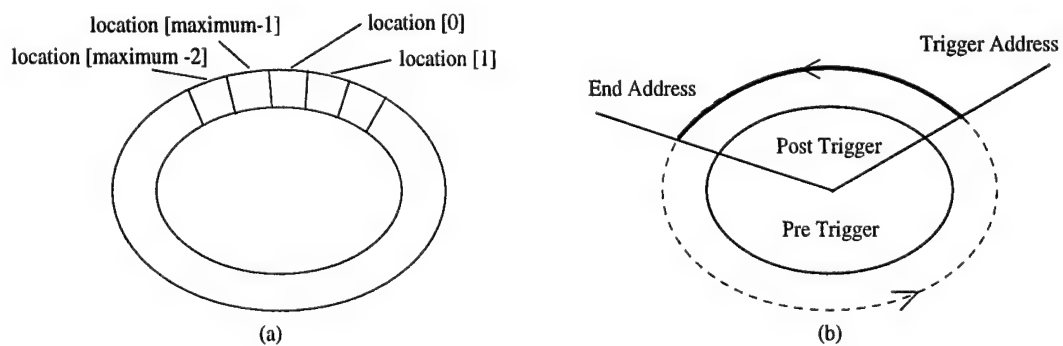 location [maximum-1]
location [0]
location [maximum -2]
location [1]
(a)
Trigger Address
End Address
Post Trigger
Pre Trigger
(b)